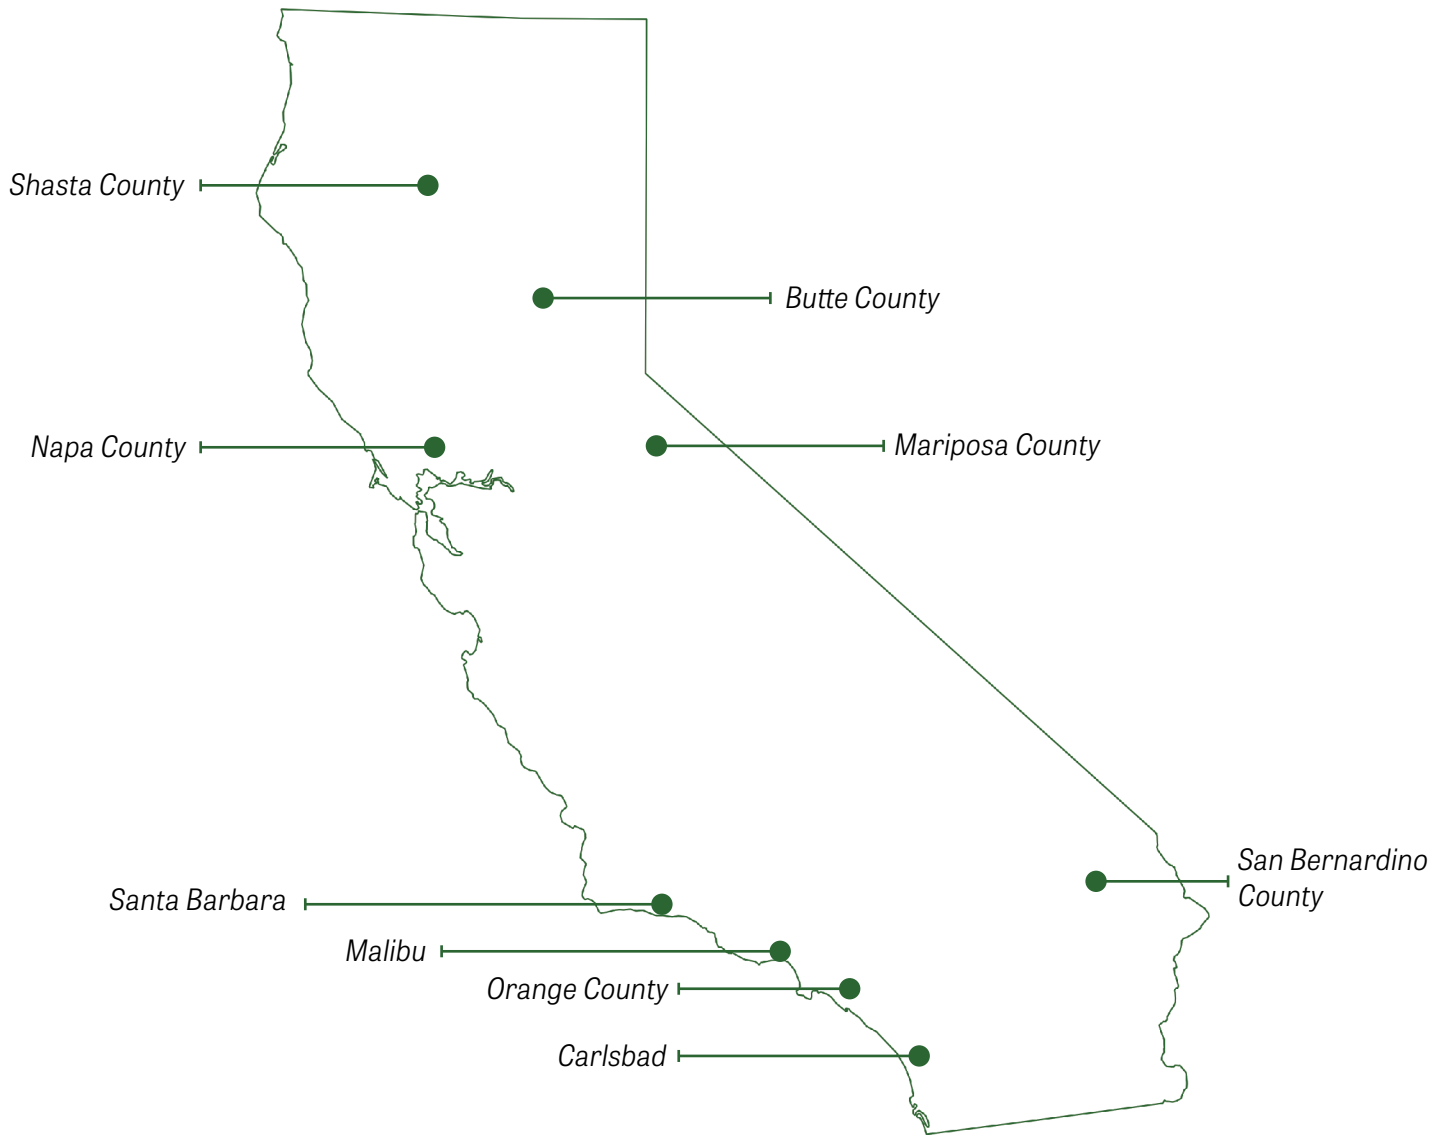 Shasta County
Butte County
Napa County
Mariposa County
San Bernardino
County
Santa Barbara
Malibu
Orange County
Carlsbad